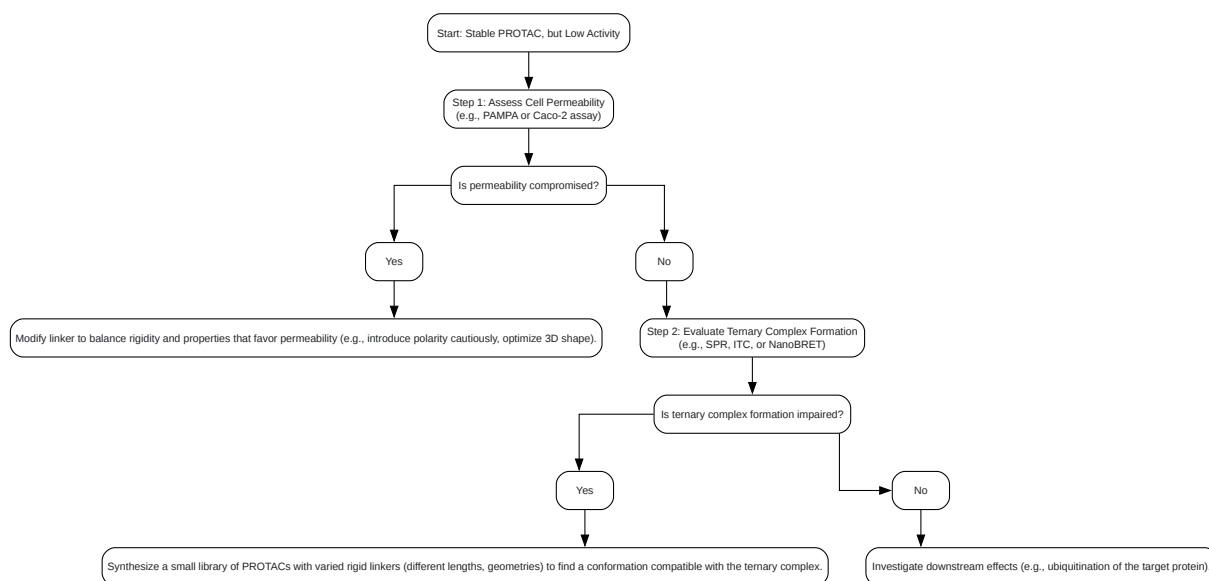 Start: Stable PROTAC, but Low Activity
Step 1: Assess Cell Permeability
(e.g., PAMPA or Caco-2 assay)
Is permeability compromised?
Yes
No
Modify linker to balance rigidity and properties that favor permeability (e.g., introduce polarity cautiously, optimize 3D shape).
Step 2: Evaluate Ternary Complex Formation
(e.g., SPR, ITC, or NanoBRET)
Is ternary complex formation impaired?
Yes
No
Synthesize a small library of PROTACs with varied rigid linkers (different lengths, geometries) to find a conformation compatible with the ternary complex.
Investigate downstream effects (e.g., ubiquitination of the target protein)